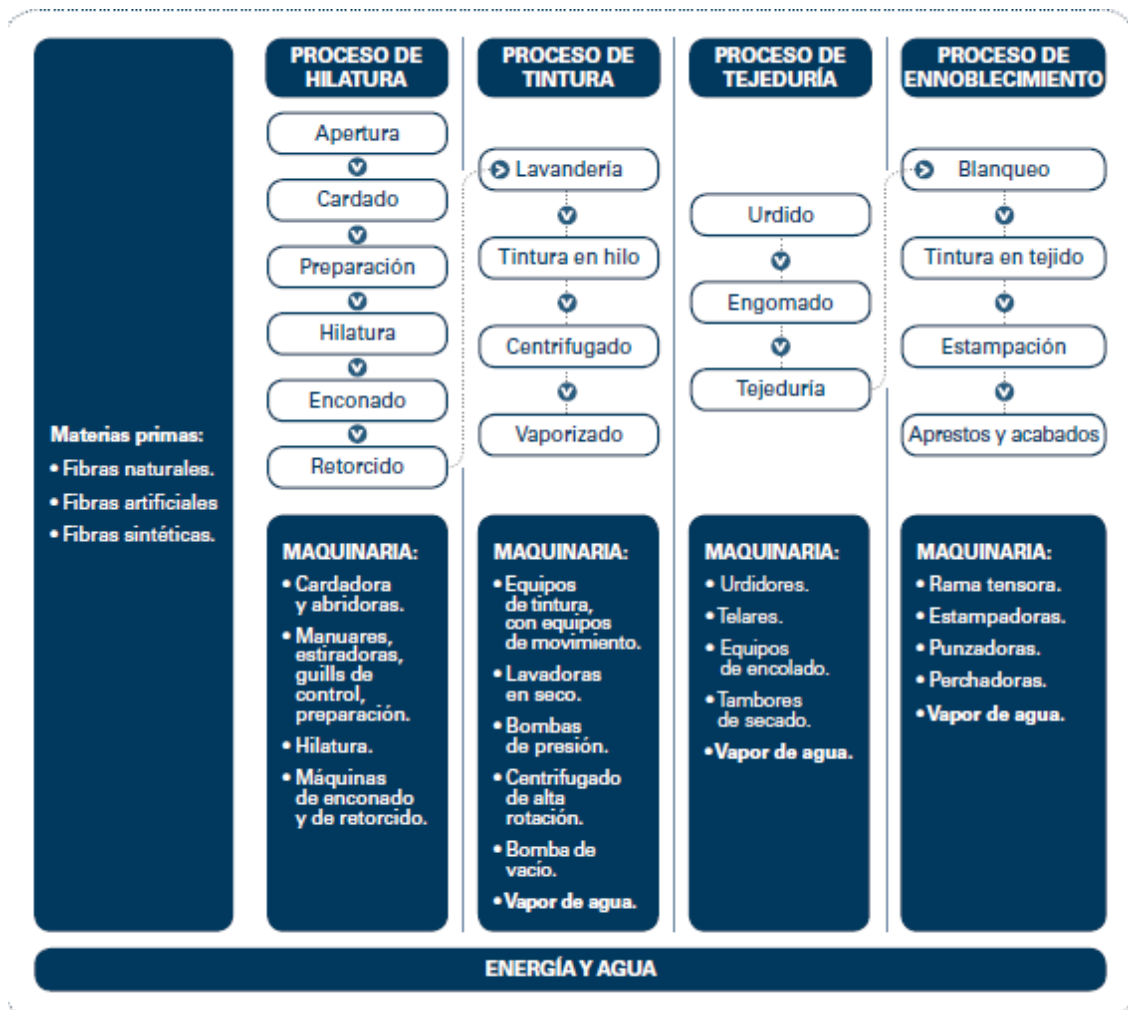 Materias primas:
• Fibras naturales.
• Fibras artificiales
• Fibras sintéticas.
PROCESO DE
HILATURA
Apertura
Cardado
Preparación
Hilatura
Enconado
Retorcido
MAQUINARIA:
• Cardadora
y abridoras.
• Manuares,
estiradoras,
guills de
control,
preparación.
• Hilatura.
• Máquinas
de enconado
y de retorcido.
PROCESO DE
TINTURA
Lavandería
Tintura en hilo
Centrifugado
Vaporizado
MAQUINARIA:
• Equipos
de tintura,
con equipos
de movimiento.
• Lavadoras
en seco.
• Bombas
de presión.
• Centrifugado
de alta
rotación.
• Bomba de
vacío.
• Vapor de agua.
PROCESO DE
TEJEDURÍA
Urdido
Engomado
Tejeduría
MAQUINARIA:
• Urdidores.
• Telares.
• Equipos
de encolado.
• Tambores
de secado.
• Vapor de agua.
PROCESO DE
ENNOBLECIMIENTO
Blanqueo
Tintura en tejido
Estampación
Aprestos y acabados
MAQUINARIA:
• Rama tensora.
• Estampadoras.
• Punzadoras.
• Perchadoras.
• Vapor de agua.
ENERGÍA Y AGUA